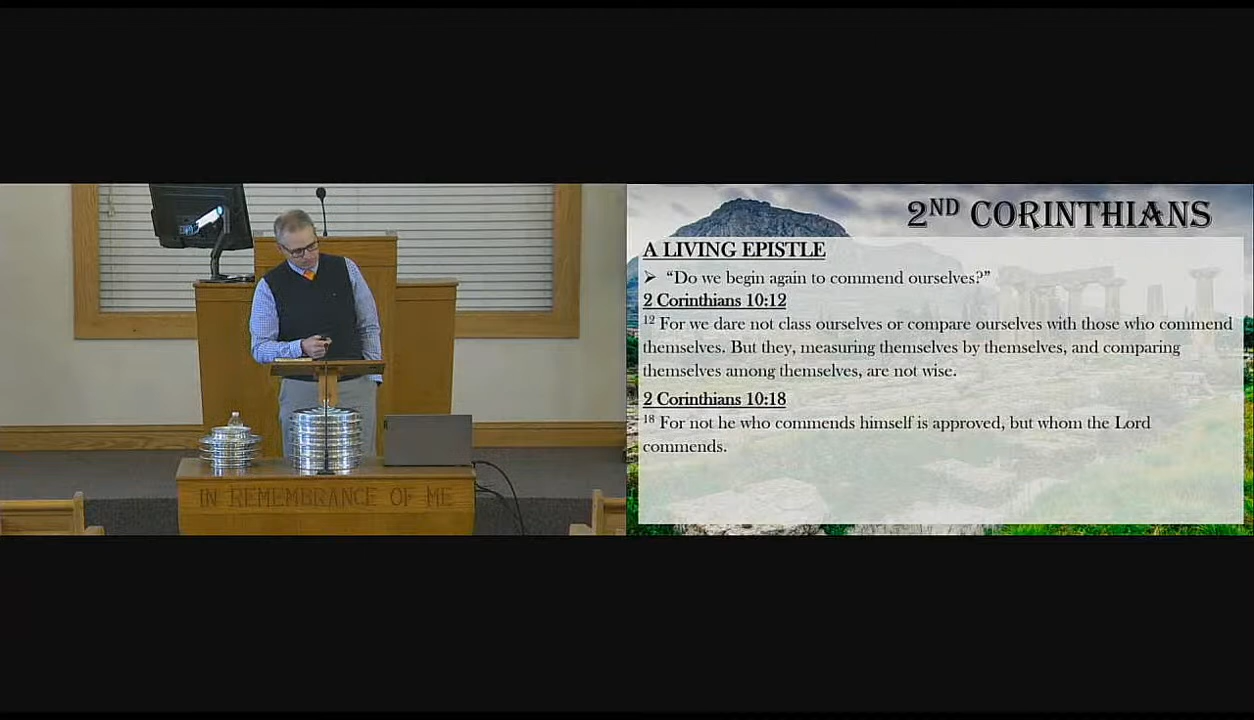 2ND CORINTHIANS
A LIVING EPISTLE
➢ “Do we begin again to commend ourselves?”
2 Corinthians 10:12
12 For we dare not class ourselves or compare ourselves with those who commend
themselves. But they, measuring themselves by themselves, and comparing
themselves among themselves, are not wise.
2 Corinthians 10:18
18 For not he who commends himself is approved, but whom the Lord
commends.
IN REMEMBRANCE OF ME